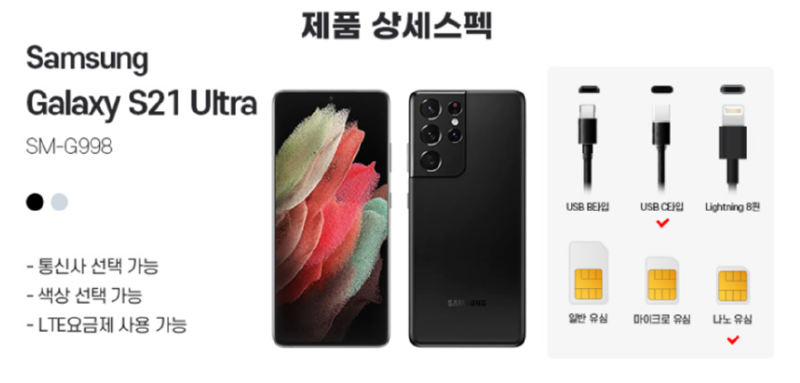 제품 상세스펙
Samsung
Galaxy S21 Ultra
SM-G998
- 통신사 선택 가능
- 색상 선택 가능
- LTE요금제 사용 가능
SAMSUNG
USB B타입
USB C타입
Lightning 8핀
일반 유심
마이크로 유심
나노 유심